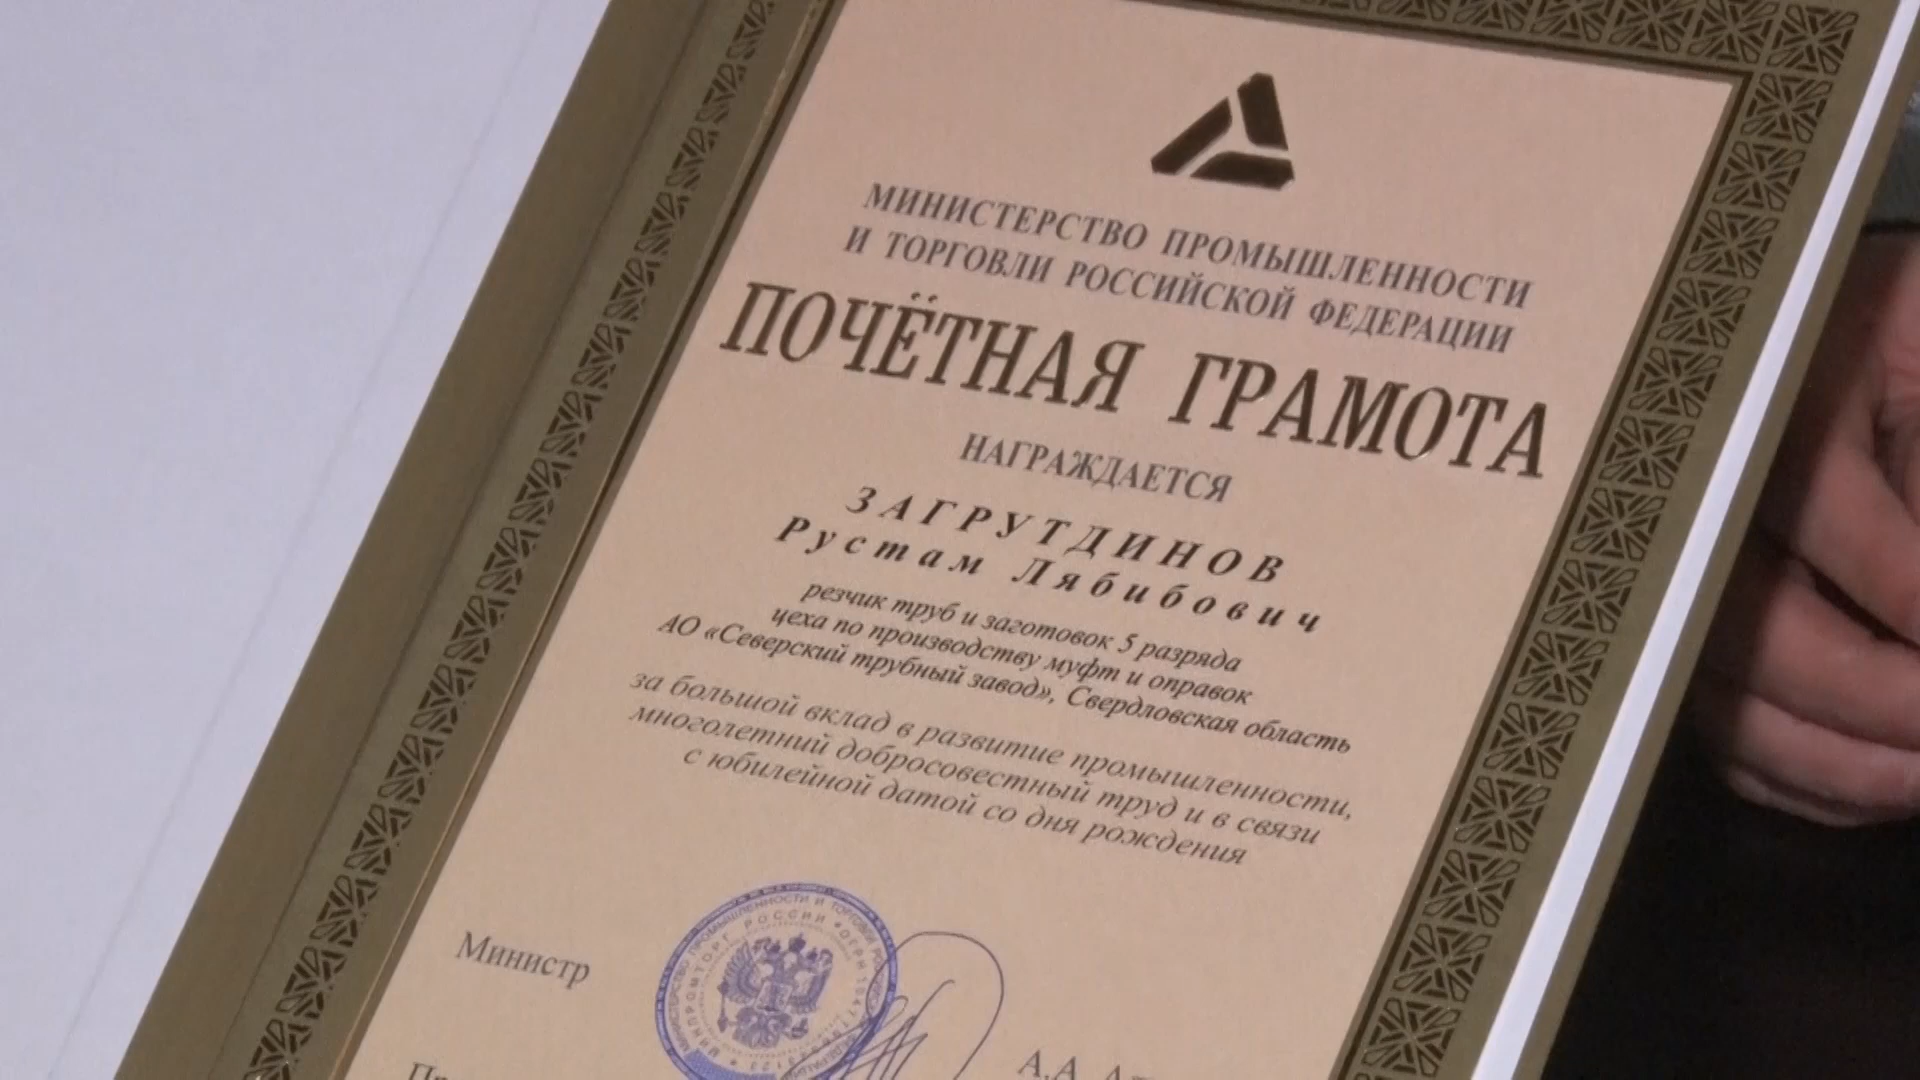 МИНИСТЕРСТВО ПРОМЫШЛЕННОСТИ
И ТОРГОВЛИ РОССИЙСКОЙ ФЕДЕРАЦИИ
ПОЧЁТНАЯ ГРАМОТА
НАГРАЖДАЕТСЯ
ЗАГРУТДИНОВ
Рустам Лябибович
резчик труб и заготовок 5 разряда
цеха по производству муфт и оправок
АО «Северский трубный завод», Свердловская область
за большой вклад в развитие промышленности,
многолетний добросовестный труд и в связи
с юбилейной датой со дня рождения
Министр
МИНПРОМТОРГ РОССИИ
А.А.